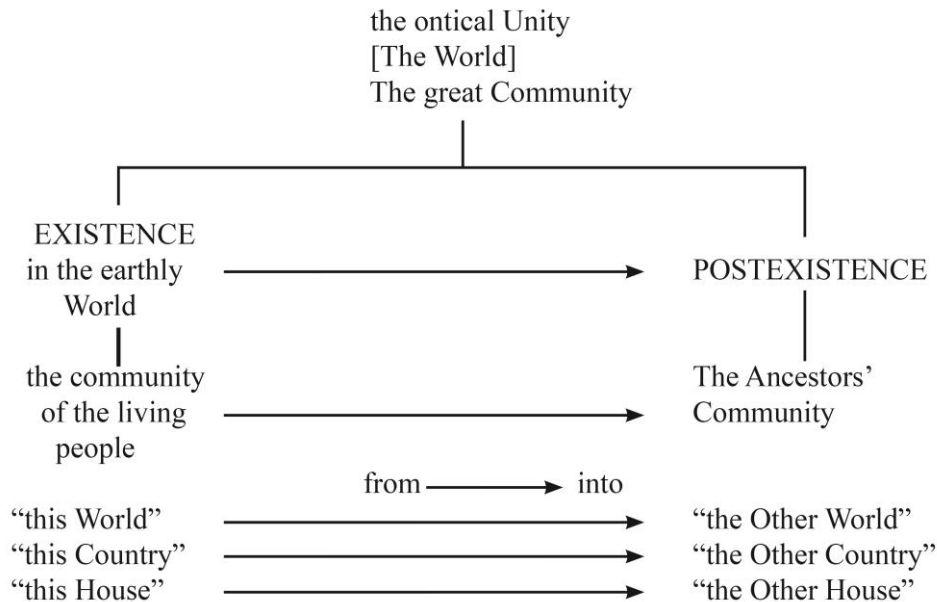 the ontical Unity
[The World]
The great Community
EXISTENCE
in the earthly
World
POSTEXISTENCE
the community
of the living
people
The Ancestors’
Community
from into
“this World” “the Other World”
“this Country” “the Other Country”
“this House” “the Other House”